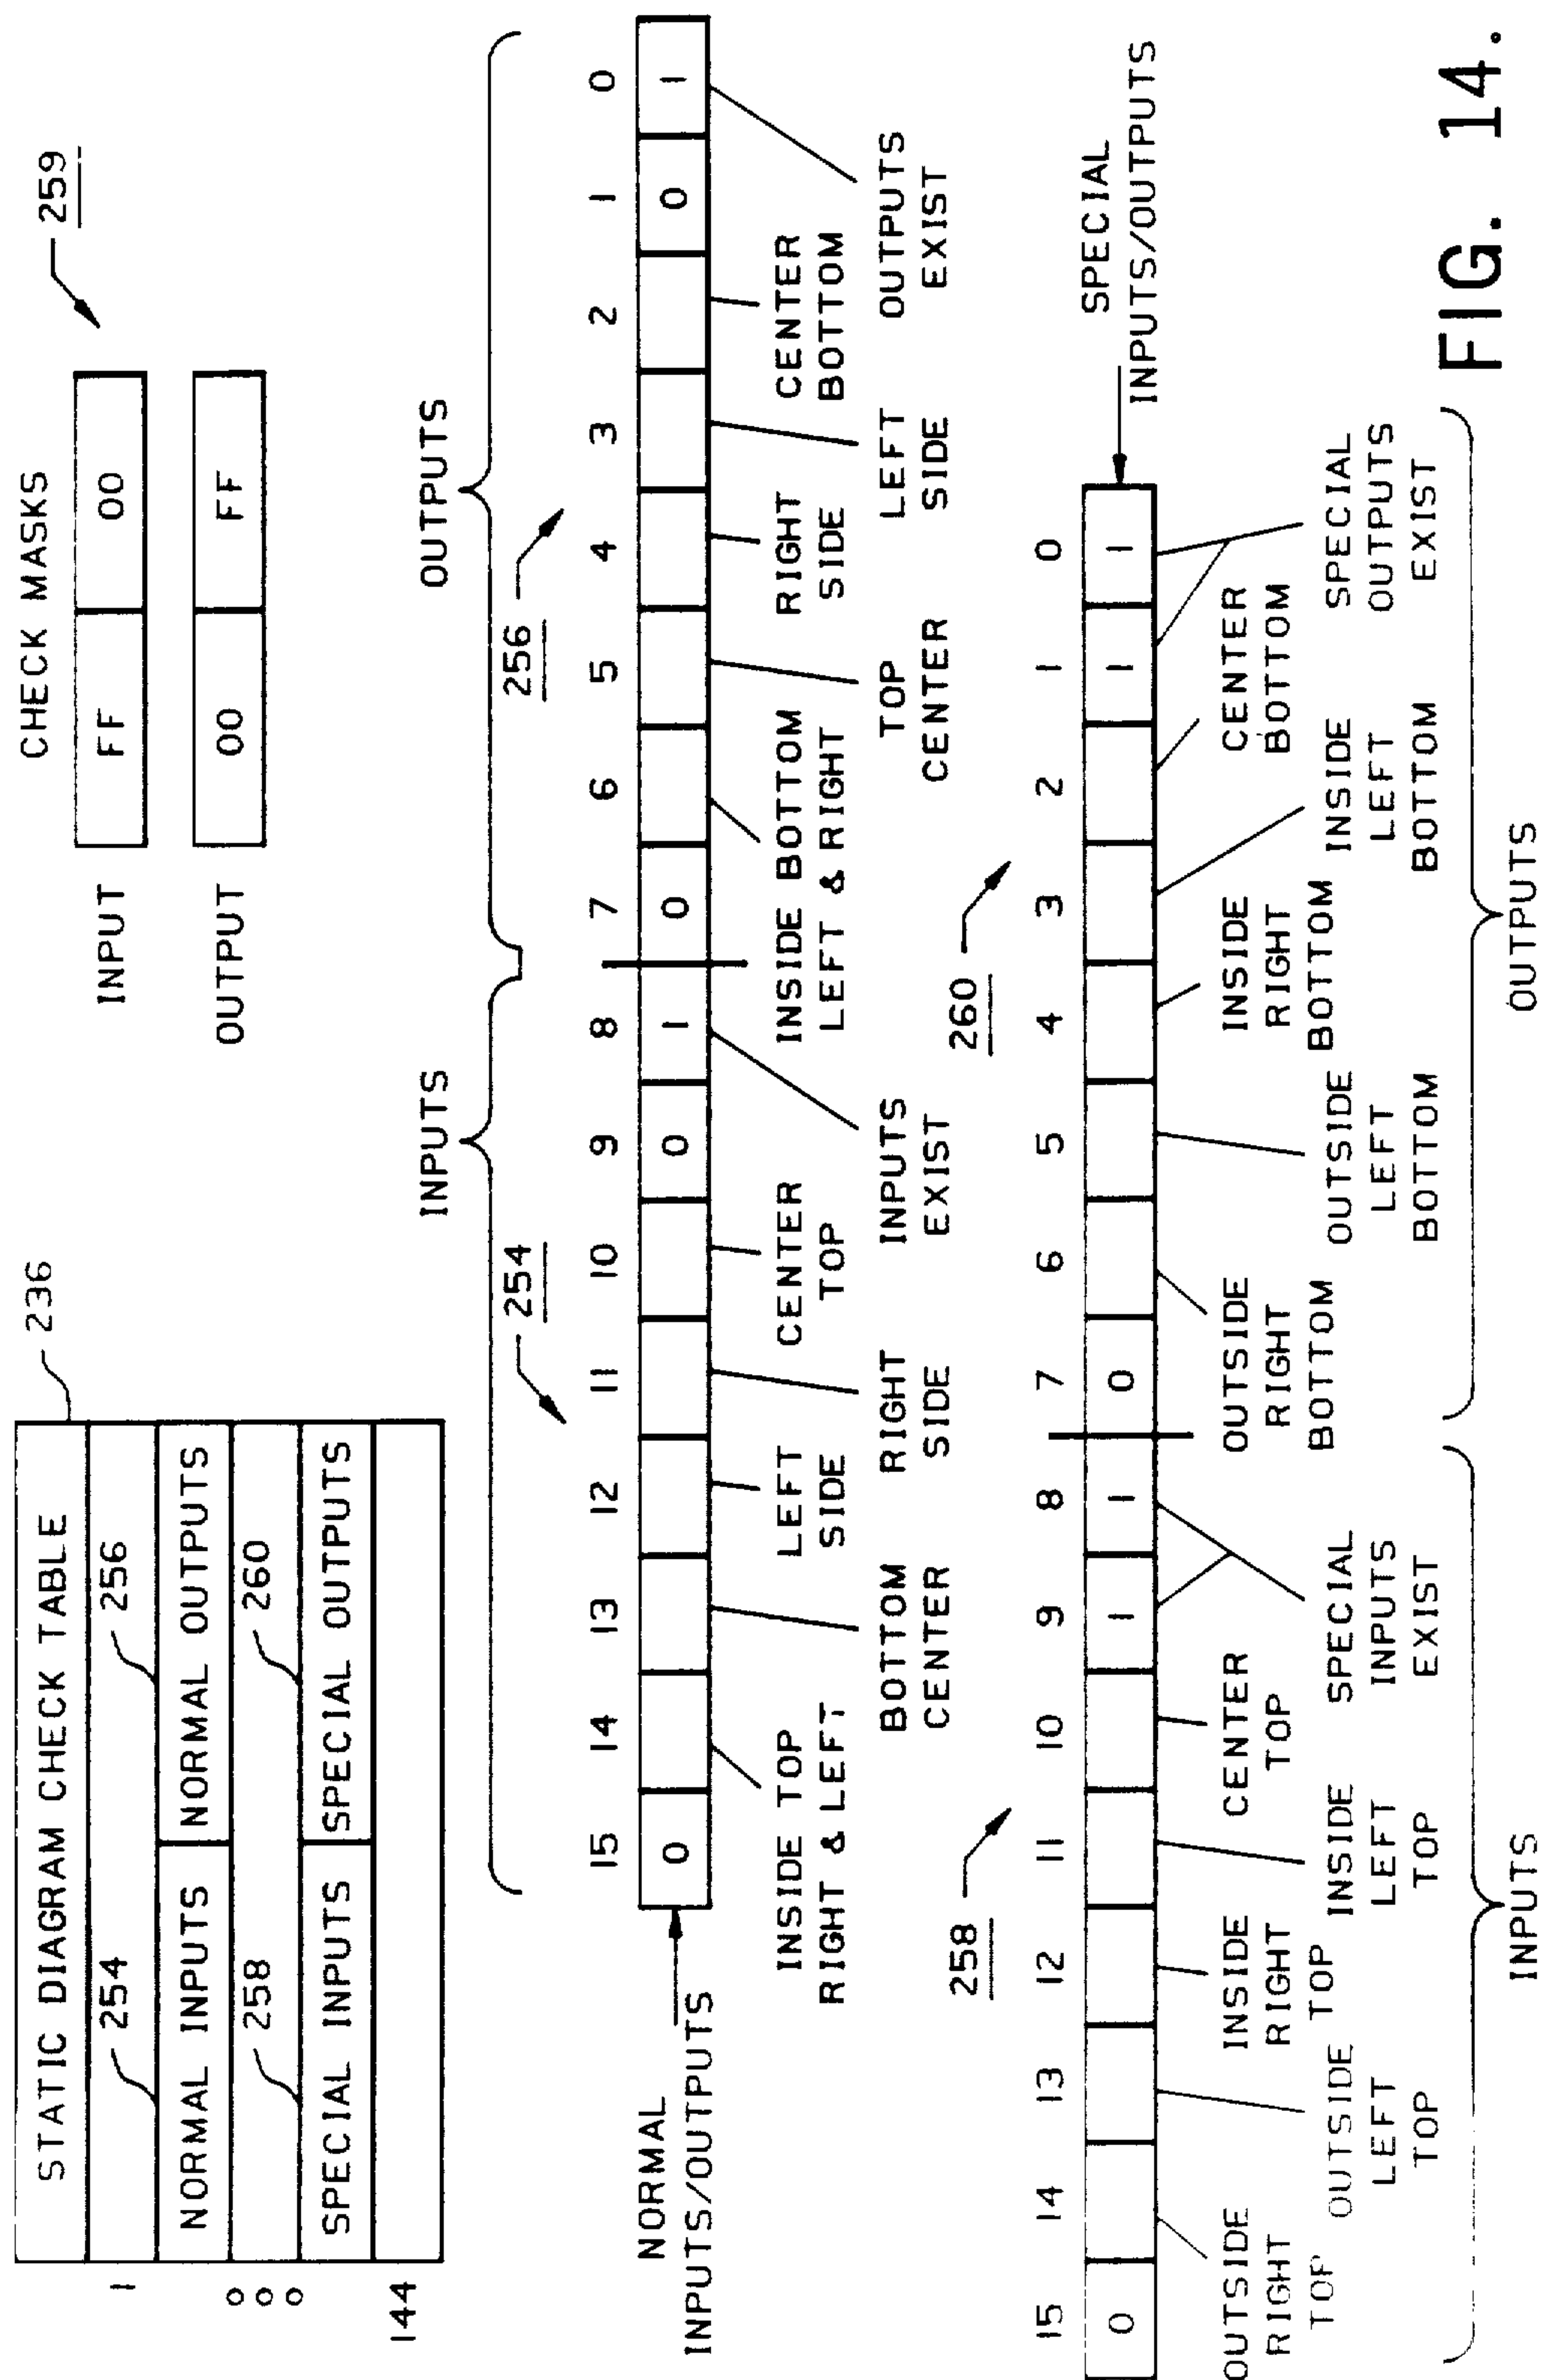 STATIC DIAGRAM CHECK TABLE
236
1
254
256
NORMAL INPUTS
NORMAL OUTPUTS
258
260
SPECIAL INPUTS
SPECIAL OUTPUTS
144
CHECK MASKS
259
INPUT
FF
00
OUTPUT
00
FF
INPUTS
OUTPUTS
254
256
15
14
13
12
11
10
9
8
7
6
5
4
3
2
1
0
NORMAL
INPUTS/OUTPUTS
0
0
1
0
0
1
INSIDE TOP
RIGHT & LEFT
BOTTOM
CENTER
LEFT
SIDE
RIGHT
SIDE
CENTER
TOP
INPUTS
EXIST
INSIDE BOTTOM
LEFT & RIGHT
TOP
CENTER
RIGHT
SIDE
LEFT
SIDE
CENTER
BOTTOM
OUTPUTS
EXIST
258
260
15
14
13
12
11
10
9
8
7
6
5
4
3
2
1
0
SPECIAL
INPUTS/OUTPUTS
0
1
1
0
1
1
OUTSIDE
RIGHT
TOP
OUTSIDE
LEFT
TOP
INSIDE
RIGHT
TOP
INSIDE
LEFT
TOP
CENTER
TOP
SPECIAL
INPUTS
EXIST
OUTSIDE
RIGHT
BOTTOM
OUTSIDE
LEFT
BOTTOM
INSIDE
RIGHT
BOTTOM
INSIDE
LEFT
BOTTOM
CENTER
BOTTOM
SPECIAL
OUTPUTS
EXIST
INPUTS
OUTPUTS
FIG. 14.